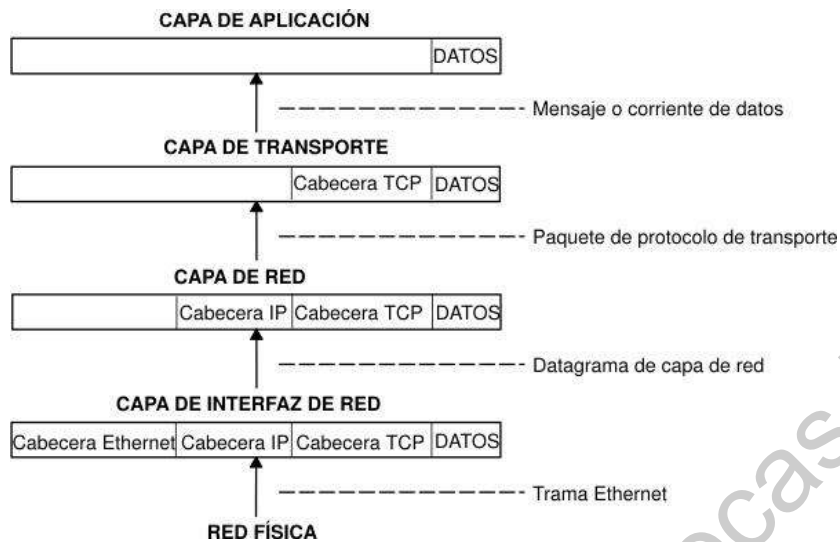 CAPA DE APLICACIÓN
DATOS
Mensaje o corriente de datos
CAPA DE TRANSPORTE
Cabecera TCP DATOS
Paquete de protocolo de transporte
CAPA DE RED
Cabecera IP Cabecera TCP DATOS
Datagrama de capa de red
CAPA DE INTERFAZ DE RED
Cabecera Ethernet Cabecera IP Cabecera TCP DATOS
Trama Ethernet
RED FÍSICA